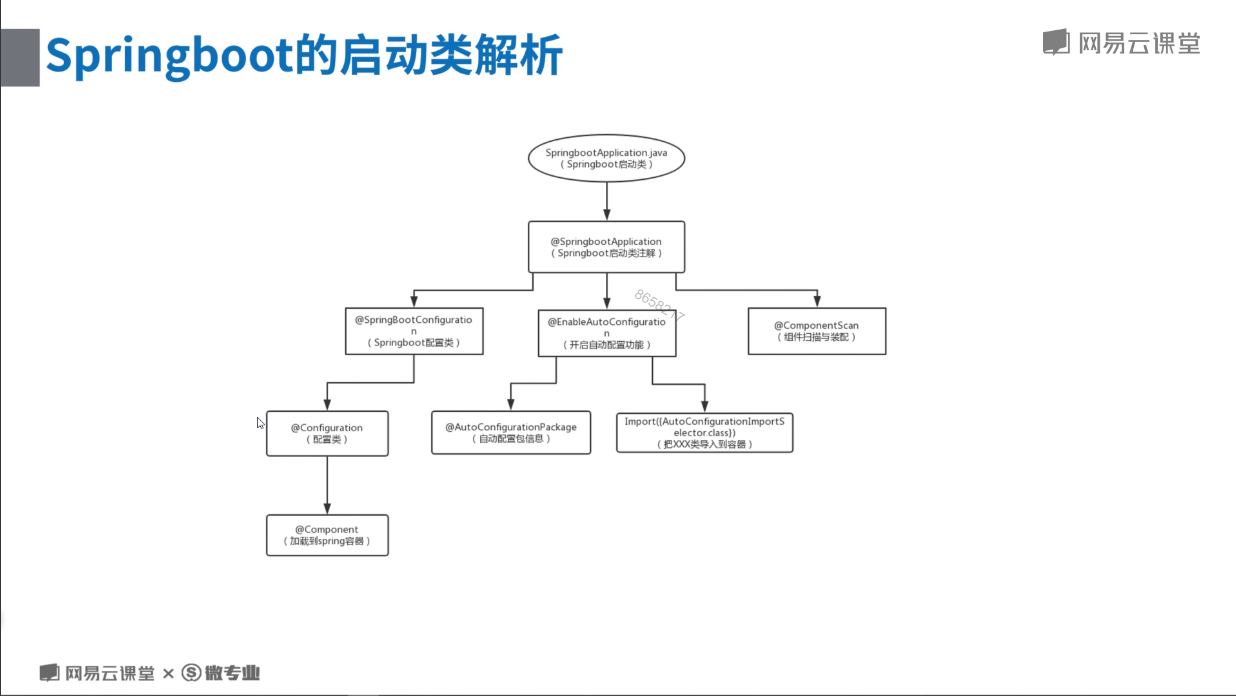 Springboot的启动类解析
网易云课堂
SpringbootApplication.java
（Springboot启动类）
@SpringbootApplication
（Springboot启动类注解）
8658217
@SpringBootConfiguratio
n
（Springboot配置类）
@EnableAutoConfiguratio
n
（开启自动配置功能）
@ComponentScan
（组件扫描与装配）
@Configuration
（配置类）
@AutoConfigurationPackage
（自动配置包信息）
Import({AutoConfigurationImportS
elector.class})
（把XXX类导入到容器）
@Component
（加载到spring容器）
网易云课堂 × S 微专业